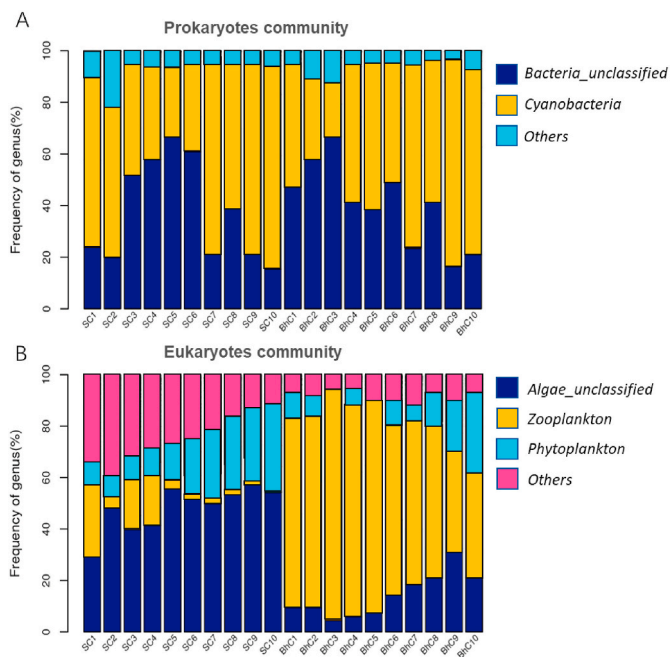 A
Prokaryotes community
Frequency of genus(%)
100
80
60
40
20
0
SC1 SC2 SC3 SC4 SC5 SC6 SC7 SC8 SC9 SC10 BhC1 BhC2 BhC3 BhC4 BhC5 BhC6 BhC7 BhC8 BhC9 BhC10
Bacteria_unclassified
Cyanobacteria
Others
B
Eukaryotes community
Frequency of genus(%)
100
80
60
40
20
0
SC1 SC2 SC3 SC4 SC5 SC6 SC7 SC8 SC9 SC10 BhC1 BhC2 BhC3 BhC4 BhC5 BhC6 BhC7 BhC8 BhC9 BhC10
Algae_unclassified
Zooplankton
Phytoplankton
Others